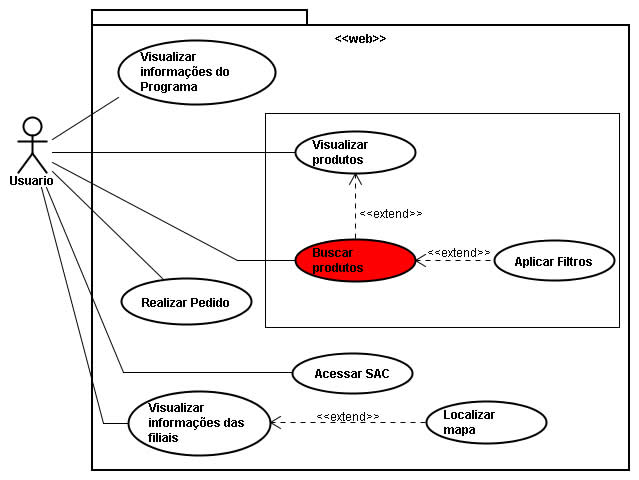 <<web>>
Visualizar
informações do
Programa
Visualizar
produtos
Usuario
<<extend>>
Buscar
produtos
<<extend>>
Aplicar Filtros
Realizar Pedido
Acessar SAC
Visualizar
informações das
filiais
<<extend>>
Localizar
mapa